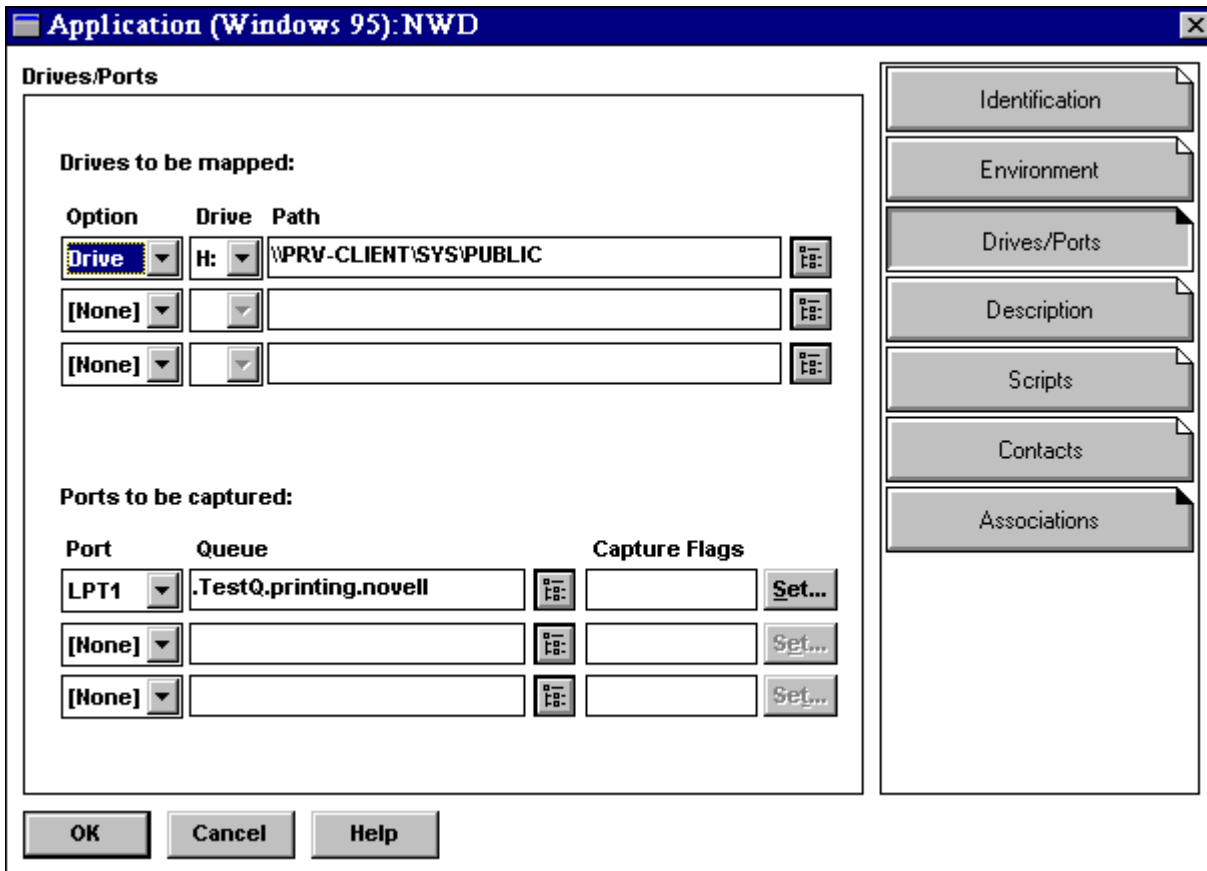 Application (Windows 95):NWD
Drives/Ports
Drives to be mapped:
Option Drive Path
Drive H: \\PRV-CLIENT\SYS\PUBLIC
[None]
[None]
Ports to be captured:
Port Queue Capture Flags
LPT1 .TestQ.printing.novell Set...
[None] Set...
[None] Set...
OK Cancel Help
Identification
Environment
Drives/Ports
Description
Scripts
Contacts
Associations